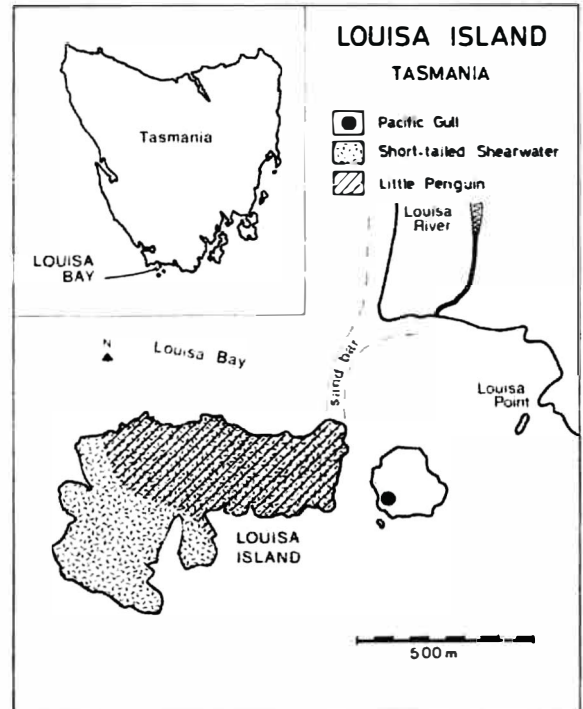 LOUISA ISLAND
TASMANIA
Pacific Gull
Short-tailed Shearwater
Little Penguin
Tasmania
LOUISA
BAY
Louisa
River
N
Louisa Bay
sand bar
Louisa
Point
LOUISA
ISLAND
500m